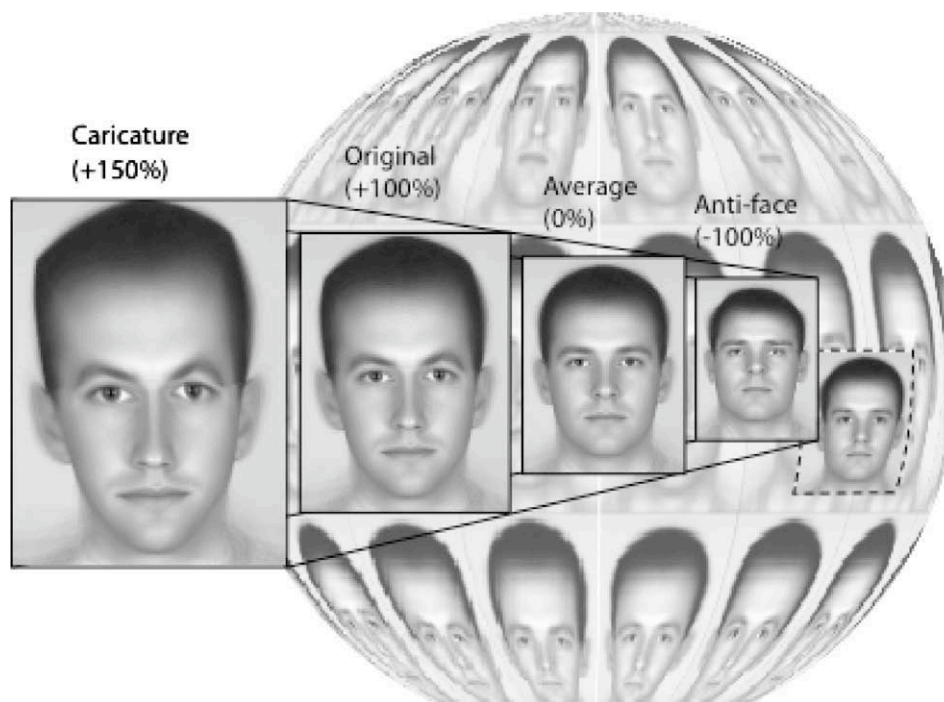 Caricature
(+150%)
Original
(+100%)
Average
(0%)
Anti-face
(-100%)